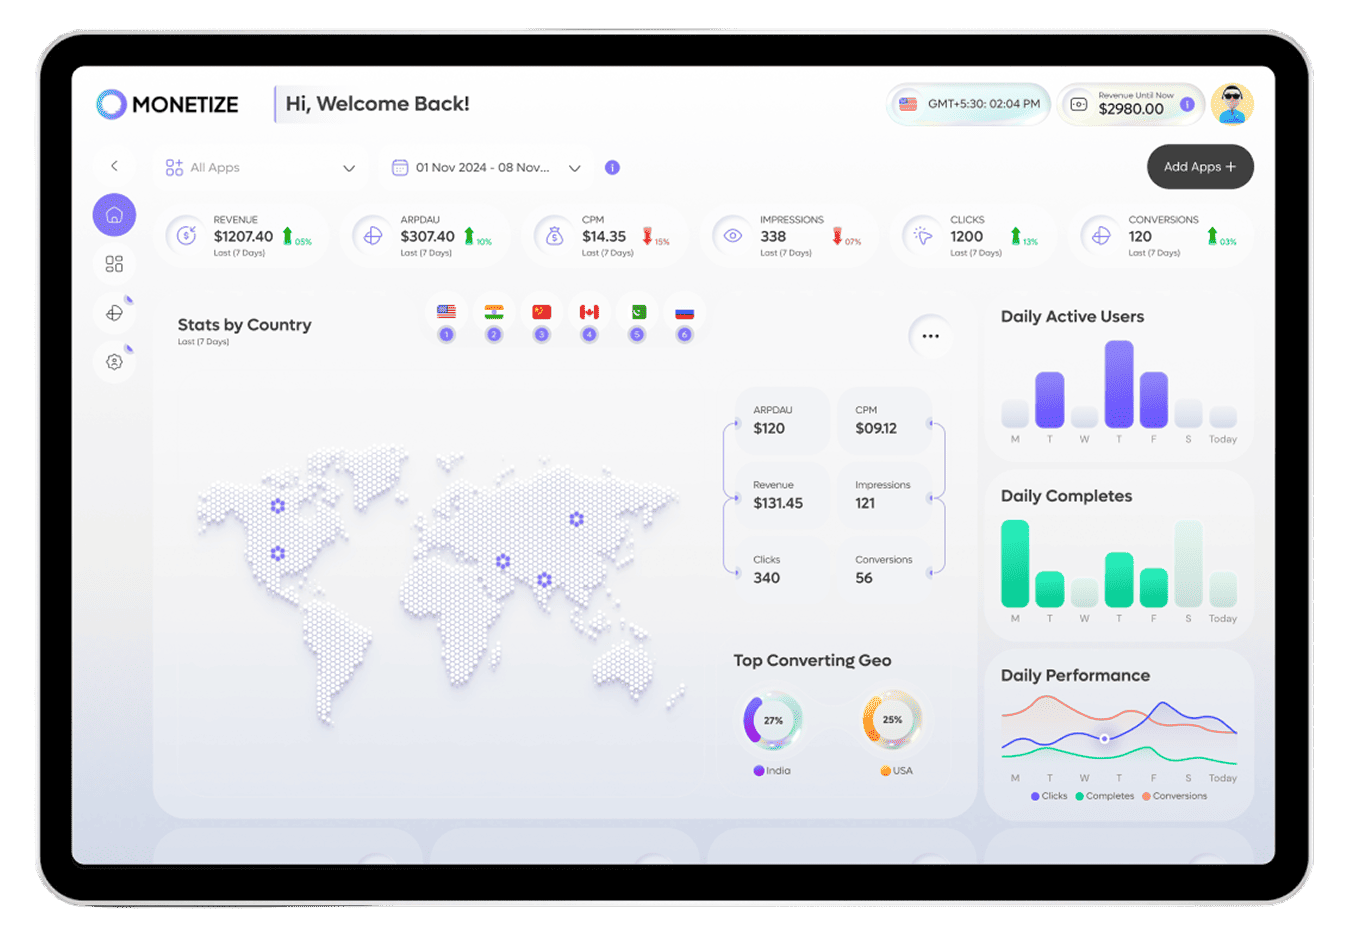 MONETIZE
Hi, Welcome Back!
GMT+5:30: 02:04 PM
Revenue Until Now
$2980.00
i
All Apps
01 Nov 2024 - 08 Nov...
i
Add Apps +
REVENUE
$1207.40
05%
Last (7 Days)
ARPDAU
$307.40
10%
Last (7 Days)
CPM
$14.35
15%
Last (7 Days)
IMPRESSIONS
338
07%
Last (7 Days)
CLICKS
1200
13%
Last (7 Days)
CONVERSIONS
120
03%
Last (7 Days)
Stats by Country
Last (7 Days)
1 2 3 4 5 6
...
ARPDAU
$120
CPM
$09.12
Revenue
$131.45
Impressions
121
Clicks
340
Conversions
56
Top Converting Geo
27%
India
25%
USA
Daily Active Users
M T W T F S Today
Daily Completes
M T W T F S Today
Daily Performance
M T W T F S Today
Clicks Completes Conversions